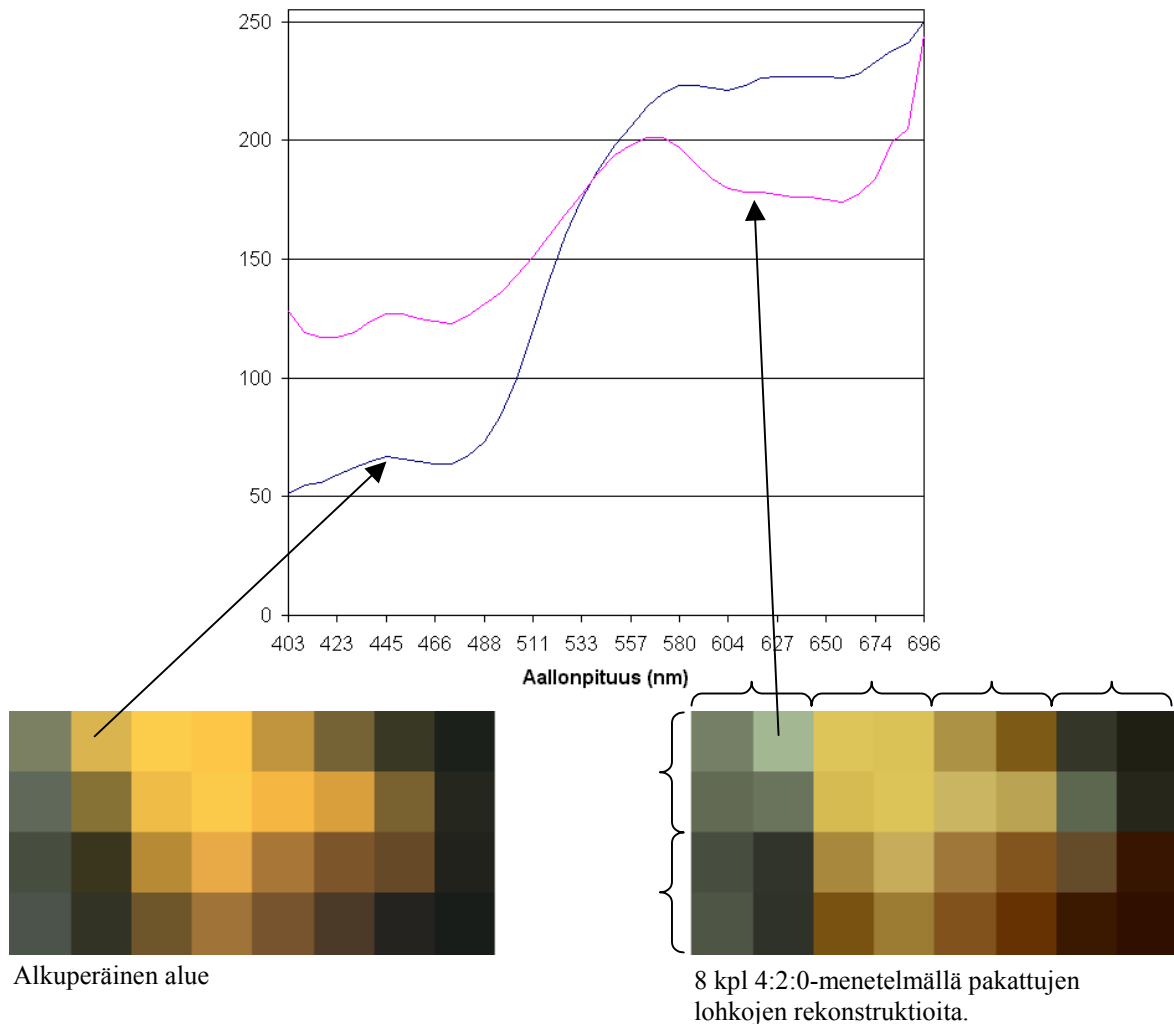 250
200
150
100
50
0
403 423 445 466 488 511 533 557 580 604 627 650 674 696
Aallonpituus (nm)
Alkuperäinen alue
8 kpl 4:2:0-menetelmällä pakattujen
lohkojen rekonstruktioita.